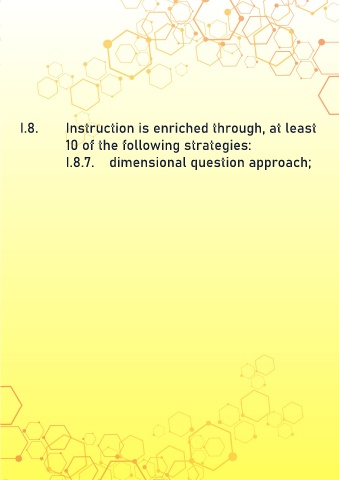 I.8. Instruction is enriched through, at least
10 of the following strategies:
I.8.7. dimensional question approach;